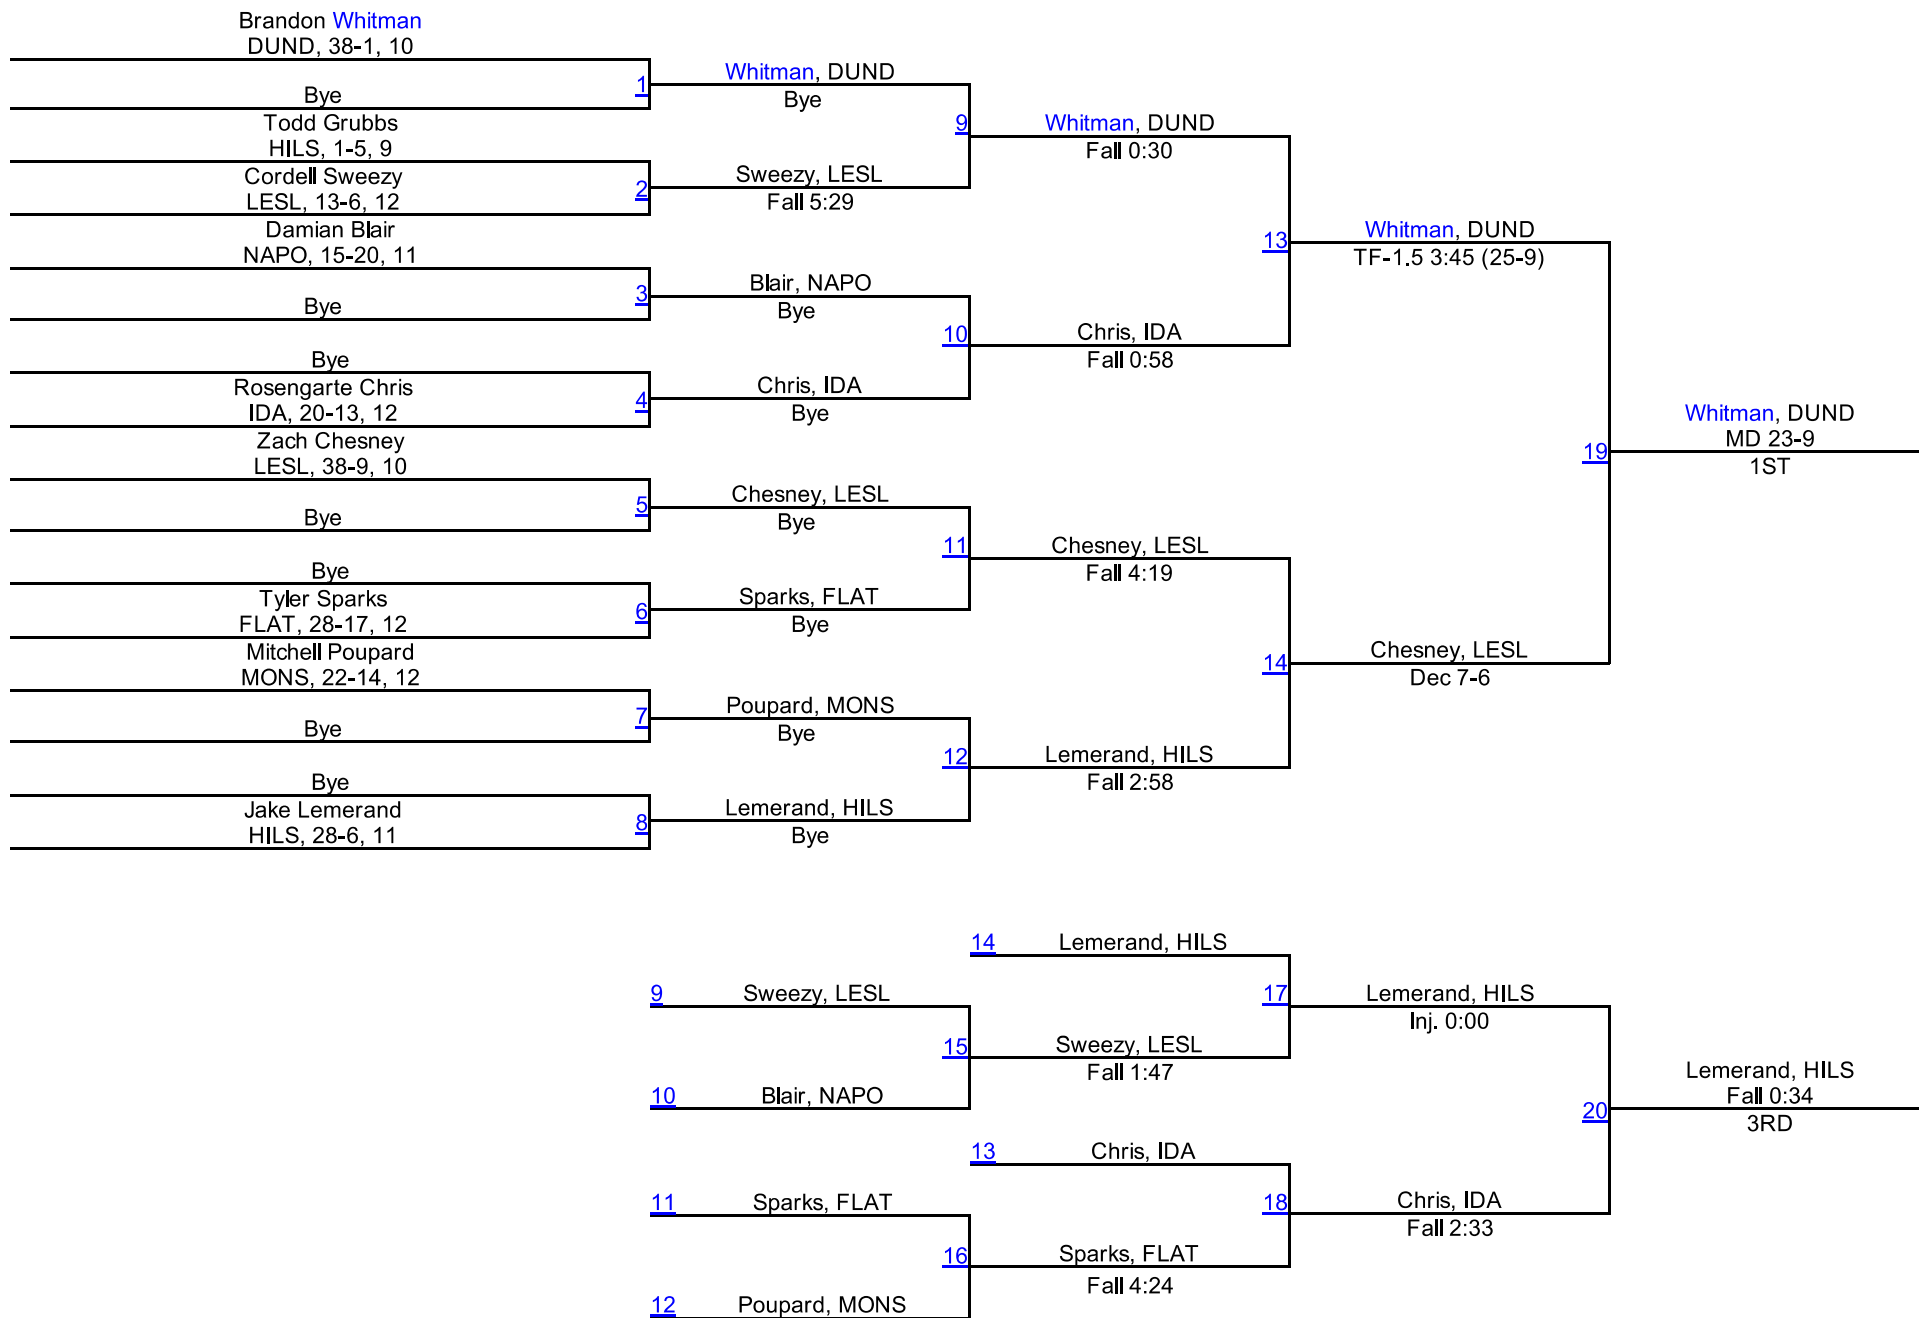 Brandon Whitman
DUND, 38-1, 10
1
Bye
Todd Grubbs
HILS, 1-5, 9
2
Cordell Sweezy
LESL, 13-6, 12
Damian Blair
NAPO, 15-20, 11
3
Bye
Bye
4
Rosengarte Chris
IDA, 20-13, 12
Zach Chesney
LESL, 38-9, 10
5
Bye
Bye
6
Tyler Sparks
FLAT, 28-17, 12
Mitchell Poupard
MONS, 22-14, 12
7
Bye
Bye
8
Jake Lemerand
HILS, 28-6, 11
Whitman, DUND
Bye
9
Sweezy, LESL
Fall 5:29
Blair, NAPO
Bye
10
Chris, IDA
Bye
Chesney, LESL
Bye
11
Sparks, FLAT
Bye
Poupard, MONS
Bye
12
Lemerand, HILS
Bye
Whitman, DUND
Fall 0:30
13
Chris, IDA
Fall 0:58
Chesney, LESL
Fall 4:19
14
Lemerand, HILS
Fall 2:58
Whitman, DUND
TF-1.5 3:45 (25-9)
19
Chesney, LESL
Dec 7-6
Whitman, DUND
MD 23-9
1ST
14 Lemerand, HILS
9 Sweezy, LESL
17
15
Sweezy, LESL
Fall 1:47
10 Blair, NAPO
13 Chris, IDA
11 Sparks, FLAT
18
16
Sparks, FLAT
Fall 4:24
12 Poupard, MONS
Lemerand, HILS
Inj. 0:00
20
Chris, IDA
Fall 2:33
Lemerand, HILS
Fall 0:34
3RD